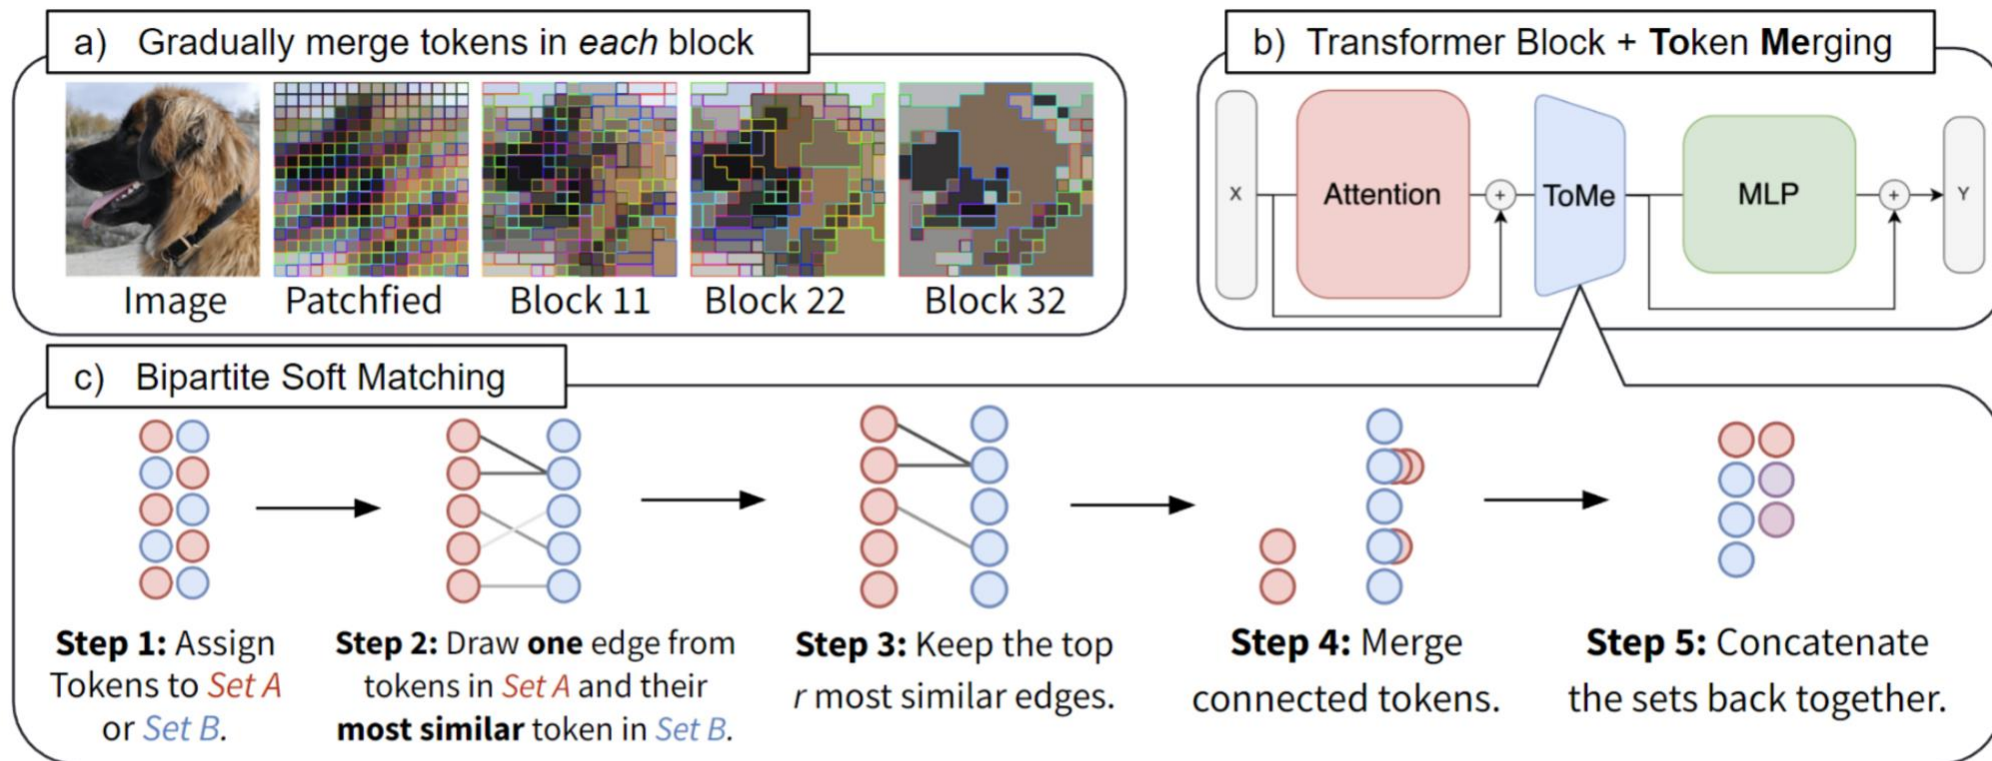 a) Gradually merge tokens in each block
Image
Patchfied
Block 11
Block 22
Block 32
b) Transformer Block + Token Merging
X
Attention
+
ToMe
MLP
+
Y
c) Bipartite Soft Matching
Step 1: Assign
Tokens to Set A
or Set B.
Step 2: Draw one edge from
tokens in Set A and their
most similar token in Set B.
Step 3: Keep the top
r most similar edges.
Step 4: Merge
connected tokens.
Step 5: Concatenate
the sets back together.